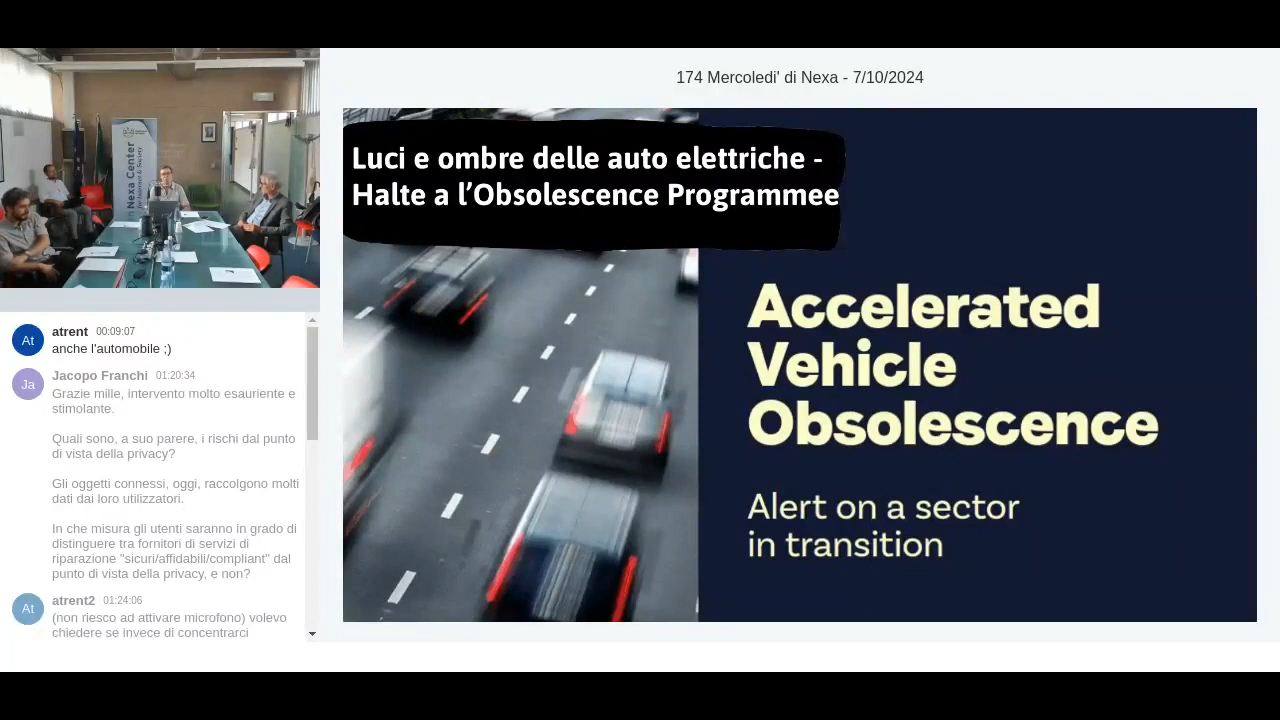 174 Mercoledi' di Nexa - 7/10/2024
Luci e ombre delle auto elettriche -
Halte a l’Obsolescence Programmee
Accelerated
Vehicle
Obsolescence
Alert on a sector
in transition
Nexa Center
for Internet & Society
At
atrent 00:09:07
anche l'automobile ;)
Ja
Jacopo Franchi 01:20:34
Grazie mille, intervento molto esauriente e
stimolante.
Quali sono, a suo parere, i rischi dal punto
di vista della privacy?
Gli oggetti connessi, oggi, raccolgono molti
dati dai loro utilizzatori.
In che misura gli utenti saranno in grado di
distinguere tra fornitori di servizi di
riparazione "sicuri/affidabili/compliant" dal
punto di vista della privacy, e non?
At
atrent2 01:24:06
(non riesco ad attivare microfono) volevo
chiedere se invece di concentrarci